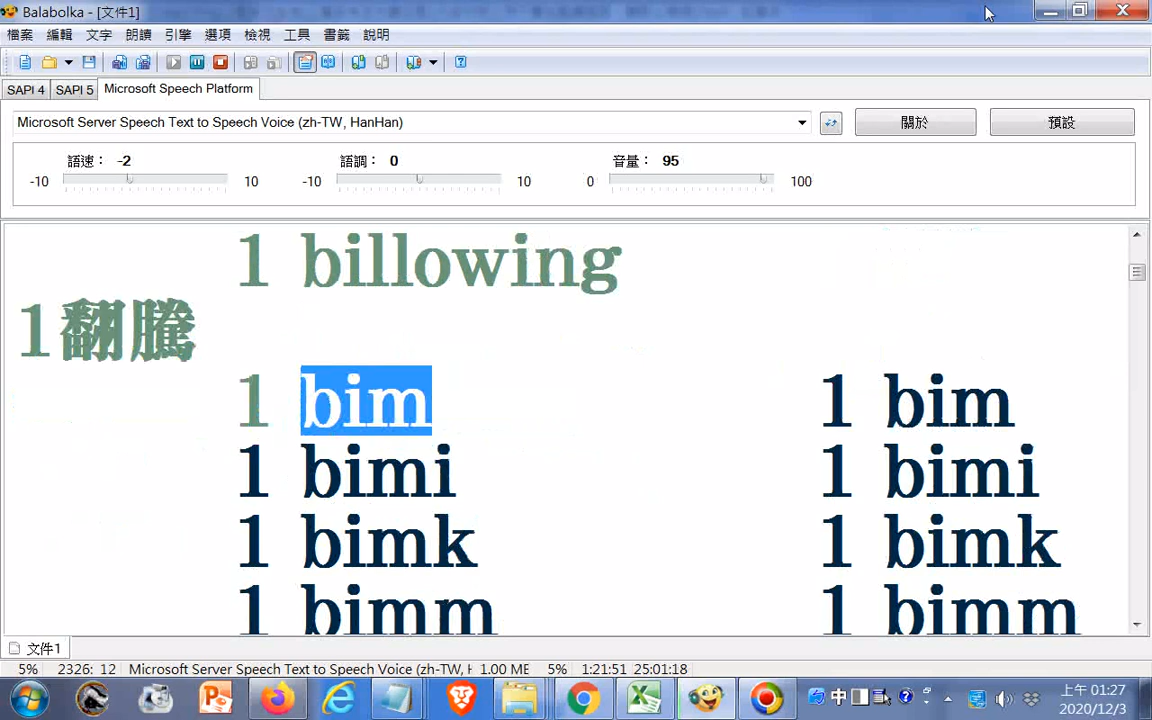 Balabolka - [文件1]
檔案 編輯 文字 朗讀 引擎 選項 檢視 工具 書籤 說明
SAPI 4 SAPI 5 Microsoft Speech Platform
Microsoft Server Speech Text to Speech Voice (zh-TW, HanHan) 關於 預設
語速： -2 語調： 0 音量： 95
-10 10 -10 10 0 100
1 billowing
1翻騰
1 bim 1 bim
1 bimi 1 bimi
1 bimk 1 bimk
1 bimm 1 bimm
文件1
5% 2326: 12 Microsoft Server Speech Text to Speech Voice (zh-TW, H 1.00 ME 5% 1:21:51 25:01:18
中 上午 01:27
2020/12/3